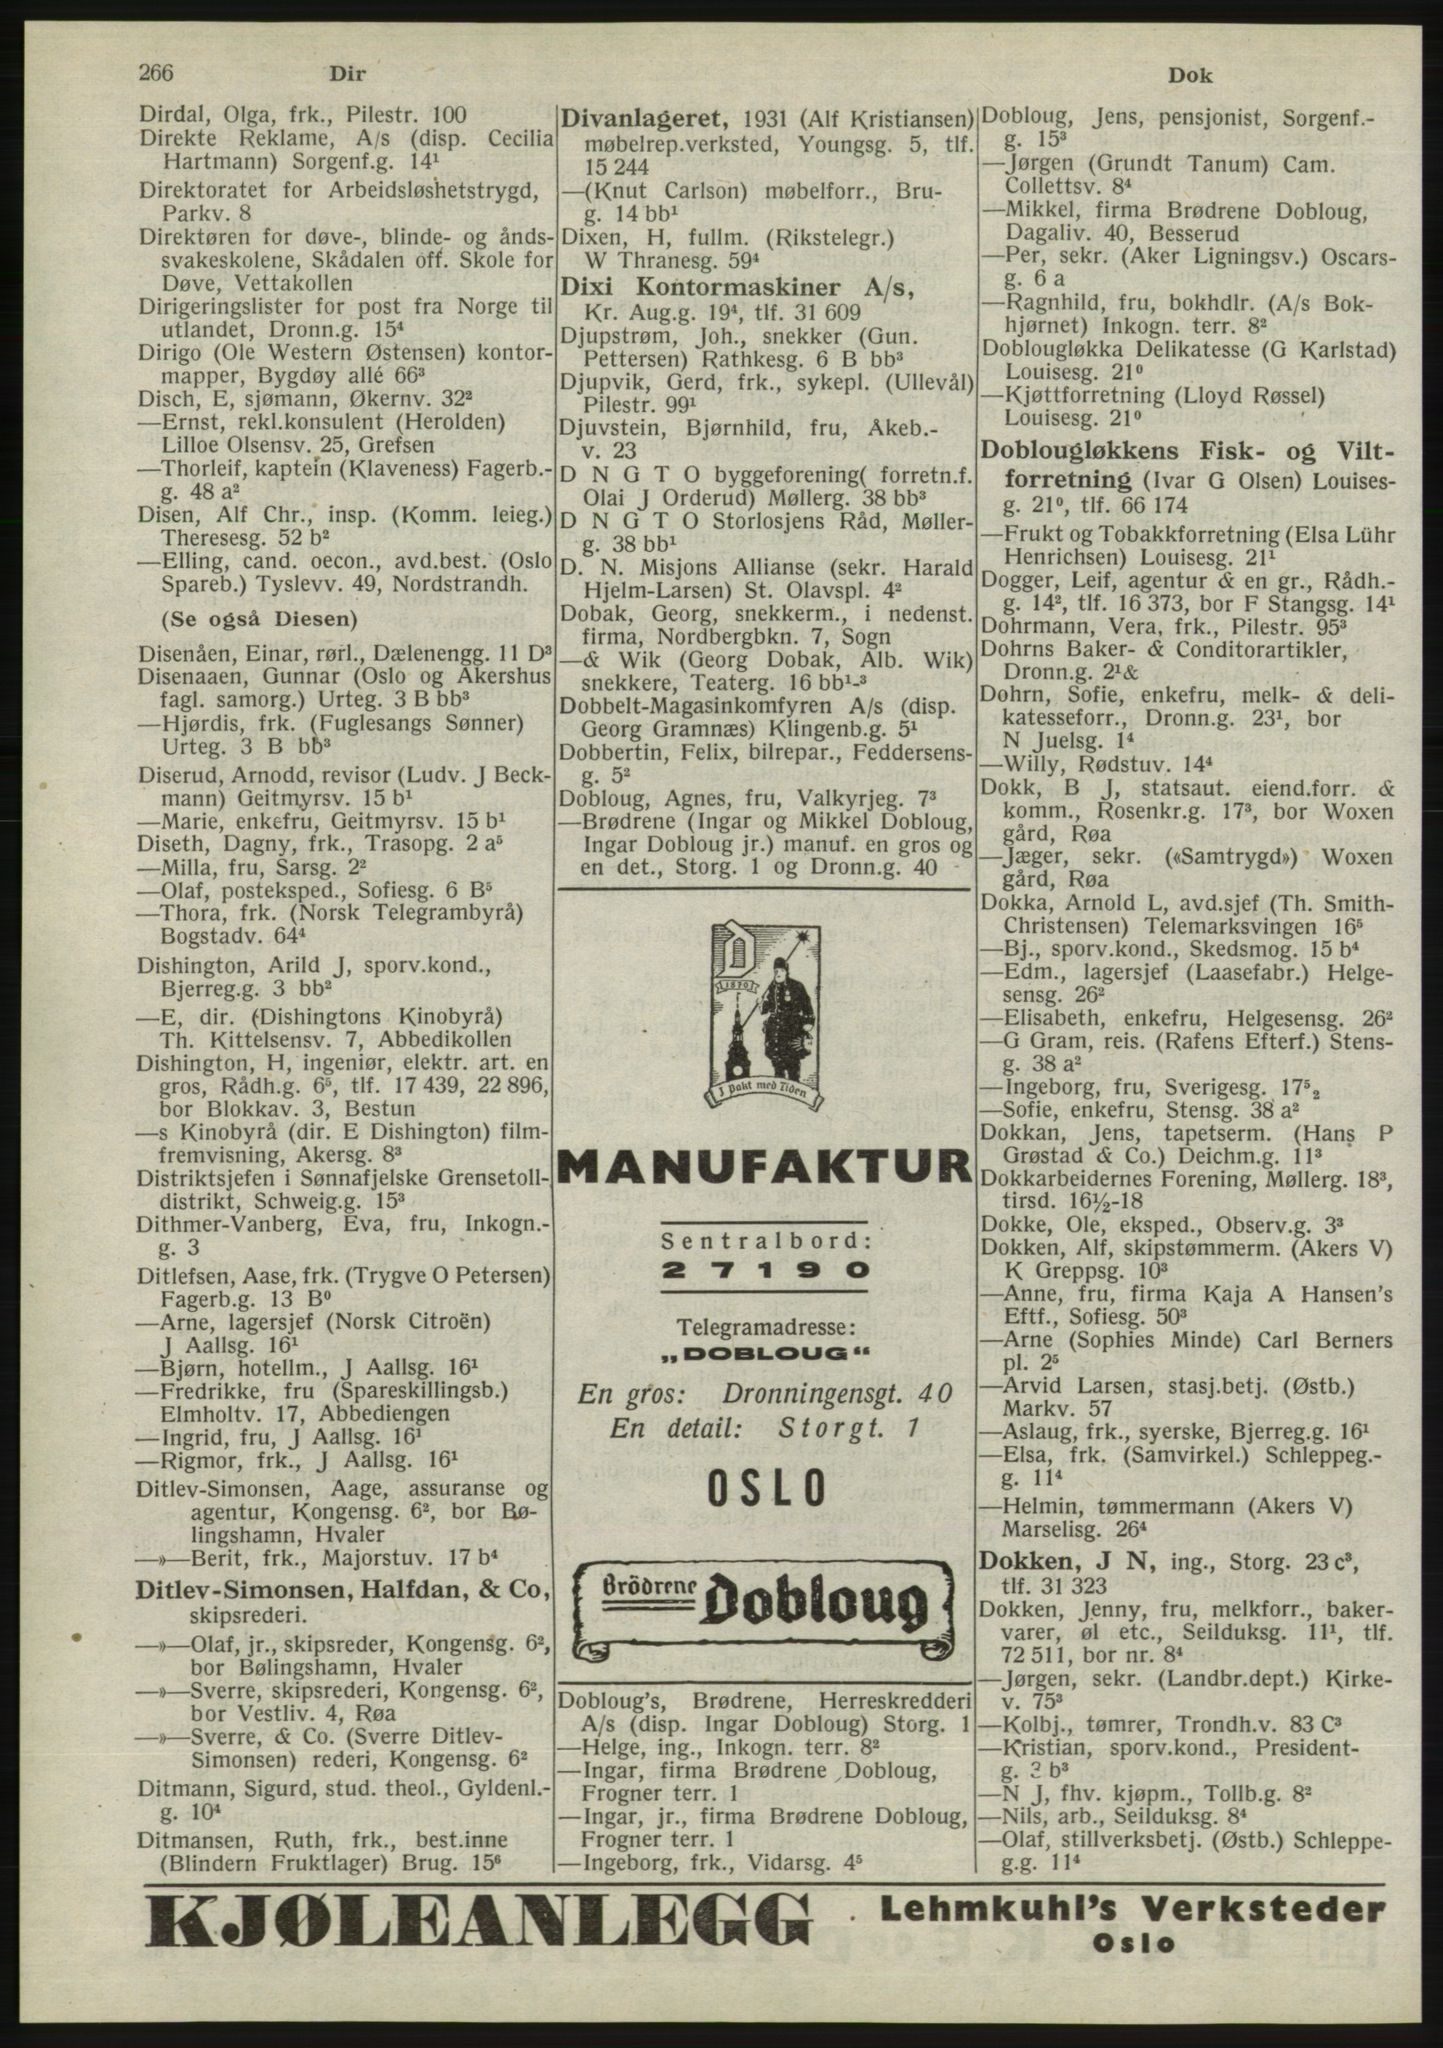 266
Dir
Dok
Dirdal, Olga, frk., Pilestr. 100
Direkte Reklame, A/s (disp. Cecilia
Hartmann) Sorgenf.g. 14¹
Direktoratet for Arbeidsløshetstrygd,
Parkv. 8
Direktøren for døve-, blinde- og ånds-
svakeskolene, Skådalen off. Skole for
Døve, Vettakollen
Dirigeringslister for post fra Norge til
utlandet, Dronn.g. 15⁴
Dirigo (Ole Western Østensen) kontor-
mapper, Bygdøy allé 66³
Disch, E, sjømann, Økernv. 32²
—Ernst, rekl.konsulent (Herolden)
Lilloe Olsensv. 25, Grefsen
—Thorleif, kaptein (Klaveness) Fagerb.-
g. 48 a²
Disen, Alf Chr., insp. (Komm. leieg.)
Theresesg. 52 b²
—Elling, cand. oecon., avd.best. (Oslo
Spareb.) Tyslevv. 49, Nordstrandh.
(Se også Diesen)
Disenåen, Einar, rørl., Dælenengg. 11 D³
Disenaaen, Gunnar (Oslo og Akershus
fagl. samorg.) Urteg. 3 B bb³
—Hjørdis, frk. (Fuglesangs Sønner)
Urteg. 3 B bb³
Diserud, Arnodd, revisor (Ludv. J Beck-
mann) Geitmyrsv. 15 b¹
—Marie, enkefru, Geitmyrsv. 15 b¹
Diseth, Dagny, frk., Trasopg. 2 a⁵
—Milla, fru, Sarsg. 2²
—Olaf, posteksped., Sofiesg. 6 B⁵
—Thora, frk. (Norsk Telegrambyrå)
Bogstadv. 64⁴
Dishington, Arild J, sporv.kond.,
Bjerreg.g. 3 bb²
—E, dir. (Dishingtons Kinobyrå)
Th. Kittelsensv. 7, Abbedikollen
Dishington, H, ingeniør, elektr. art. en
gros, Rådh.g. 6⁵, tlf. 17 439, 22 896,
bor Blokkav. 3, Bestun
—s Kinobyrå (dir. E Dishington) film-
fremvisning, Akersg. 8³
Distriktsjefen i Sønnafjelske Grensetoll-
distrikt, Schweig.g. 15³
Dithmer-Vanberg, Eva, fru, Inkogn.-
g. 3
Ditlefsen, Aase, frk. (Trygve O Petersen)
Fagerb.g. 13 B⁰
—Arne, lagersjef (Norsk Citroën)
J Aallsg. 16¹
—Bjørn, hotellm., J Aallsg. 16¹
—Fredrikke, fru (Spareskillingsb.)
Elmholtv. 17, Abbediengen
—Ingrid, fru, J Aallsg. 16¹
—Rigmor, frk., J Aallsg. 16¹
Ditlev-Simonsen, Aage, assuranse og
agentur, Kongensg. 6², bor Bø-
lingshamn, Hvaler
—»—Berit, frk., Majorstuv. 17 b⁴
Ditlev-Simonsen, Halfdan, & Co,
skipsrederi.
—»—Olaf, jr., skipsreder, Kongensg. 6²,
bor Bølingshamn, Hvaler
—»—Sverre, skipsrederi, Kongensg. 6²,
bor Vestliv. 4, Røa
—»—Sverre, & Co. (Sverre Ditlev-
Simonsen) rederi, Kongensg. 6²
Ditmann, Sigurd, stud. theol., Gyldenl.-
g. 10⁴
Ditmansen, Ruth, frk., best.inne
(Blindern Fruktlager) Brug. 15⁶
Divanlageret, 1931 (Alf Kristiansen)
møbelrep.verksted, Youngsg. 5, tlf.
15 244
—(Knut Carlson) møbelforr., Bru-
g. 14 bb¹
Dixen, H, fullm. (Rikstelegr.)
W Thranesg. 59⁴
Dixi Kontormaskiner A/s,
Kr. Aug.g. 19⁴, tlf. 31 609
Djupstrøm, Joh., snekker (Gun.
Pettersen) Rathkesg. 6 B bb³
Djupvik, Gerd, frk., sykepl. (Ullevål)
Pilestr. 99¹
Djuvstein, Bjørnhild, fru, Akeb.-
v. 23
D N G T O byggeforening( forretn.f.
Olai J Orderud) Møllerg. 38 bb³
D N G T O Storlosjens Råd, Møller-
g. 38 bb¹
D. N. Misjons Allianse (sekr. Harald
Hjelm-Larsen) St. Olavspl. 4²
Dobak, Georg, snekkerm., i nedenst.
firma, Nordbergbkn. 7, Sogn
—& Wik (Georg Dobak, Alb. Wik)
snekkere, Teaterg. 16 bb¹-³
Dobbelt-Magasinkomfyren A/s (disp.
Georg Gramnæs) Klingenb.g. 5¹
Dobbertin, Felix, bilrepar., Feddersens-
g. 5²
Dobloug, Agnes, fru, Valkyrjeg. 7³
—Brødrene (Ingar og Mikkel Dobloug,
Ingar Dobloug jr.) manuf. en gros og
en det., Storg. 1 og Dronn.g. 40
D
1870
I Pakt med Tiden
MANUFAKTUR
Sentralbord:
27190
Telegramadresse:
„DOBLOUG“
En gros: Dronningensgt. 40
En detail: Storgt. 1
OSLO
Brödrene Dobloug
Dobloug's, Brødrene, Herreskredderi
A/s (disp. Ingar Dobloug) Storg. 1
—Helge, ing., Inkogn. terr. 8²
—Ingar, firma Brødrene Dobloug,
Frogner terr. 1
—Ingar, jr., firma Brødrene Dobloug,
Frogner terr. 1
—Ingeborg, frk., Vidarsg. 4⁵
Dobloug, Jens, pensjonist, Sorgenf.-
g. 15³
—Jørgen (Grundt Tanum) Cam.
Collettsv. 8⁴
—Mikkel, firma Brødrene Dobloug,
Dagaliv. 40, Besserud
—Per, sekr. (Aker Ligningsv.) Oscars-
g. 6 a
—Ragnhild, fru, bokhdlr. (A/s Bok-
hjørnet) Inkogn. terr. 8²
Doblougløkka Delikatesse (G Karlstad)
Louisesg. 21⁰
—Kjøttforretning (Lloyd Røssel)
Louisesg. 21⁰
Dobløugløkkens Fisk- og Vilt-
forretning (Ivar G Olsen) Louises-
g. 21⁰, tlf. 66 174
—Frukt og Tobakkforretning (Elsa Lühr
Henrichsen) Louisesg. 21¹
Dogger, Leif, agentur & en gr., Rådh.-
g. 14², tlf. 16 373, bor F Stangsg. 14¹
Dohrmann, Vera, frk., Pilestr. 95³
Dohrns Baker- & Conditorartikler,
Dronn.g. 2¹&
Døhrn, Sofie, enkefru, melk- & deli-
katesseforr., Dronn.g. 23¹, bor
N Juelsg. 1⁴
—Willy, Rødstuv. 14⁴
Dokk, B J, statsaut. eiend.forr. &
komm., Rosenkr.g. 17³, bor Woxen
gård, Røa
—Jæger, sekr. («Samtrygd») Woxen
gård, Røa
Dokka, Arnold L, avd.sjef (Th. Smith-
Christensen) Telemarksvingen 16⁵
—Bj., sporv.kond., Skedsmog. 15 b⁴
—Edm., lagersjef (Laasefabr.) Helge-
sensg. 26²
—Elisabeth, enkefru, Helgesensg. 26²
—G Gram, reis. (Rafens Efterf.) Stens-
g. 38 a²
—Ingeborg, fru, Sverigesg. 17⁵₂
—Sofie, enkefru, Stensg. 38 a²
Dokkan, Jens, tapetserm. (Hans P
Grøstad & Co.) Deichm.g. 11³
Dokkarbeidernes Forening, Møllerg. 18³,
tirsd. 16½-18
Dokke, Ole, eksped., Observ.g. 3³
Dokken, Alf, skipstømmerm. (Akers V)
K Greppsg. 10³
—Anne, fru, firma Kaja A Hansen's
Eftf., Sofiesg. 50³
—Arne (Sophies Minde) Carl Berners
pl. 2⁵
—Arvid Larsen, stasj.betj. (Østb.)
Markv. 57
—Aslaug, frk., syerske, Bjerreg.g. 16¹
—Elsa, frk. (Samvirkel.) Schleppeg.-
g. 11⁴
—Helmin, tømmermann (Akers V)
Marselisg. 26⁴
Dokken, J N, ing., Storg. 23 c³,
tlf. 31 323
Dokken, Jenny, fru, melkforr., baker-
varer, øl etc., Seilduksg. 11¹, tlf.
72 511, bor nr. 8⁴
—Jørgen, sekr. (Landbr.dept.) Kirke-
v. 75³
—Kolbj., tømrer, Trondh.v. 83 C³
—Kristian, sporv.kond., President-
g. b³
—N J, fhv. kjøpm., Tollb.g. 8²
—Nils, arb., Seilduksg. 8⁴
—Olaf, stillverksbetj. (Østb.) Schleppe-
g.g. 11⁴
KJØLEANLEGG
Lehmkuhl's Verksteder
Oslo